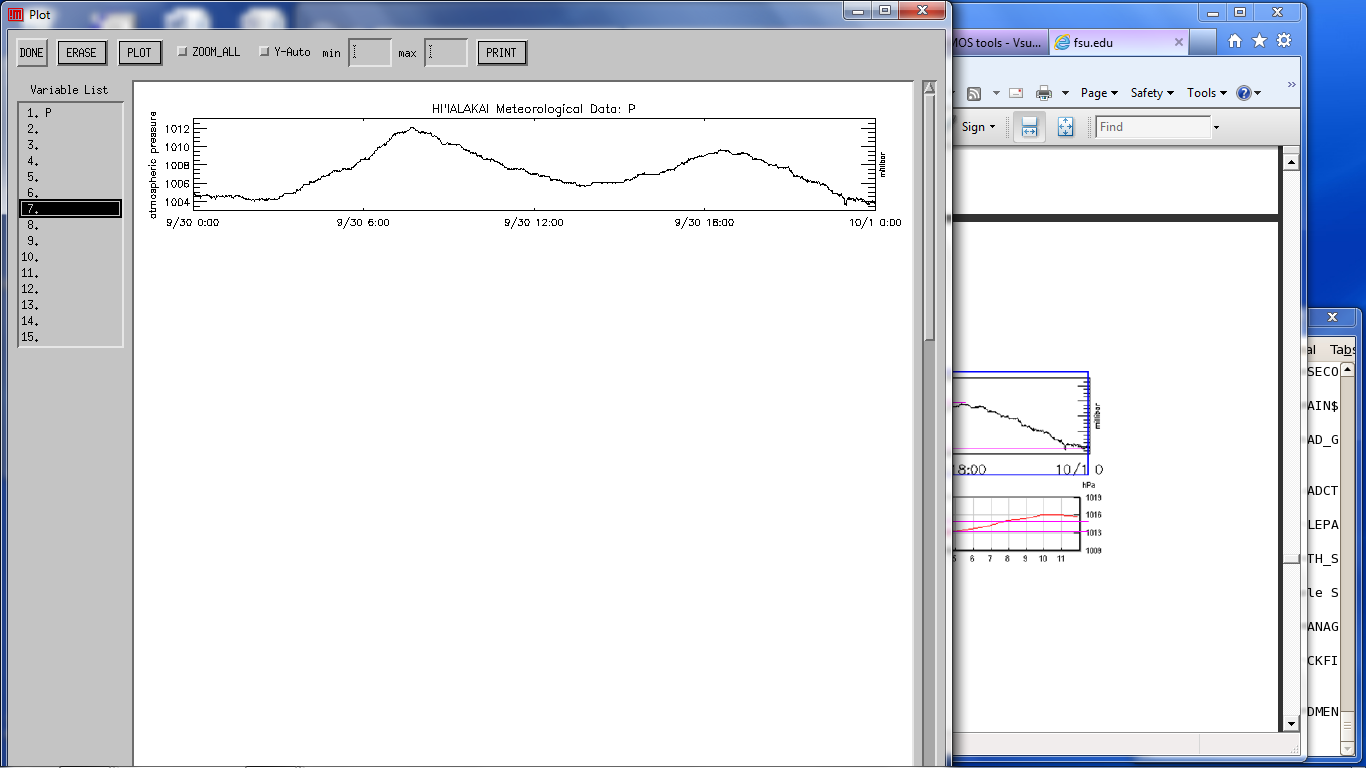 Plot
DONE ERASE PLOT ZOOM_ALL Y-Auto min max PRINT
Variable List
1. P
2.
3.
4.
5.
6.
7.
8.
9.
10.
11.
12.
13.
14.
15.
HI'IALAKAI Meteorological Data: P
atmospheric pressure
1012
1010
1008
1006
1004
millibar
9/30 0:00 9/30 6:00 9/30 12:00 9/30 18:00 10/1 0:00
MOS tools - Vsu... fsu.edu
Page Safety Tools
Sign Find
millibar
18:00 10/1 0
hPa
1019
1016
1013
1009
5 6 7 8 9 10 11
al Tabs
SECO
AIN$
AD_G
ADCT
LEPA
TH_S
le S
ANAG
CKFI
DMEN